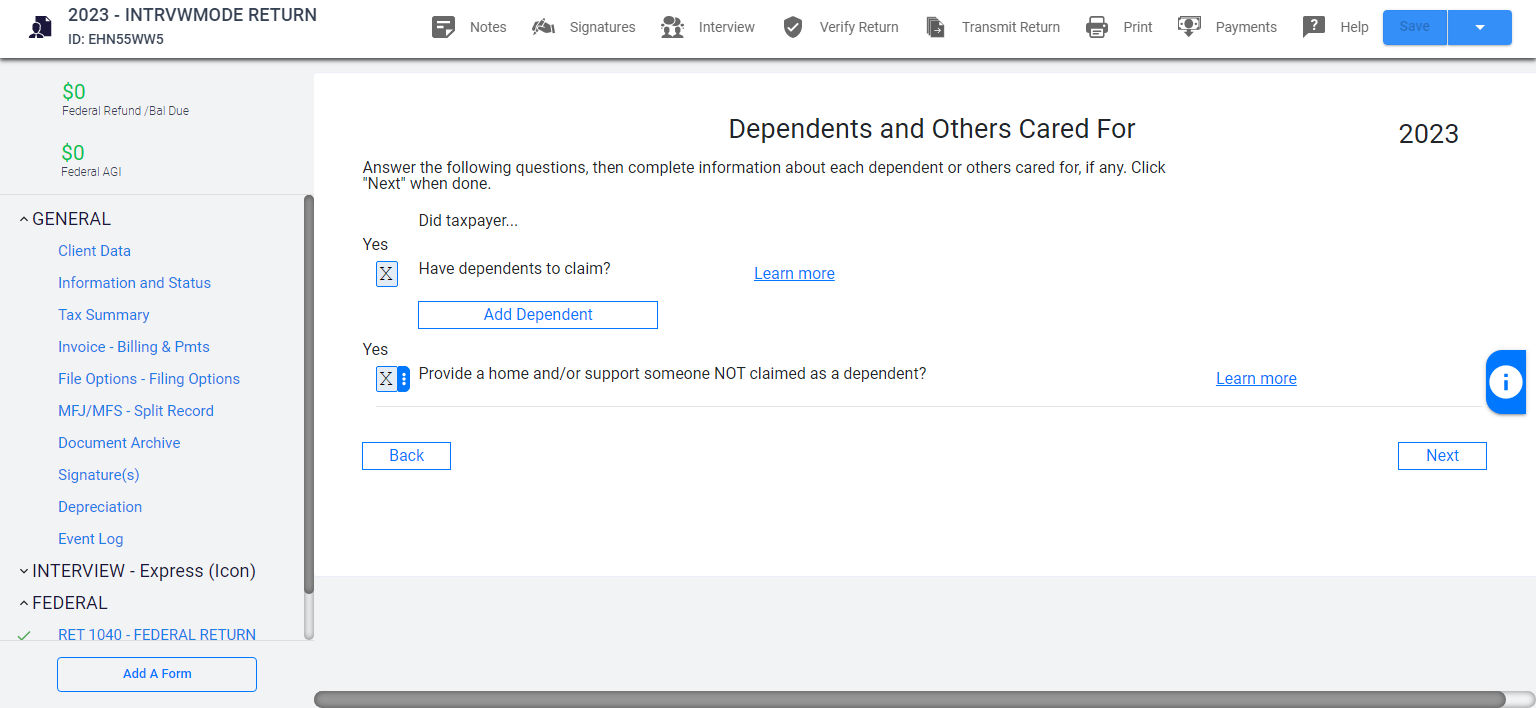 2023 - INTRVWMODE RETURN
ID: EHN55WW5
Notes
Signatures
Interview
Verify Return
Transmit Return
Print
Payments
Help
Save
$0
Federal Refund /Bal Due
$0
Federal AGI
GENERAL
Client Data
Information and Status
Tax Summary
Invoice - Billing & Pmts
File Options - Filing Options
MFJ/MFS - Split Record
Document Archive
Signature(s)
Depreciation
Event Log
INTERVIEW - Express (Icon)
FEDERAL
RET 1040 - FEDERAL RETURN
Add A Form
Dependents and Others Cared For
2023
Answer the following questions, then complete information about each dependent or others cared for, if any. Click
"Next" when done.
Did taxpayer...
Yes
X Have dependents to claim? Learn more
Add Dependent
Yes
X Provide a home and/or support someone NOT claimed as a dependent? Learn more
Back
Next